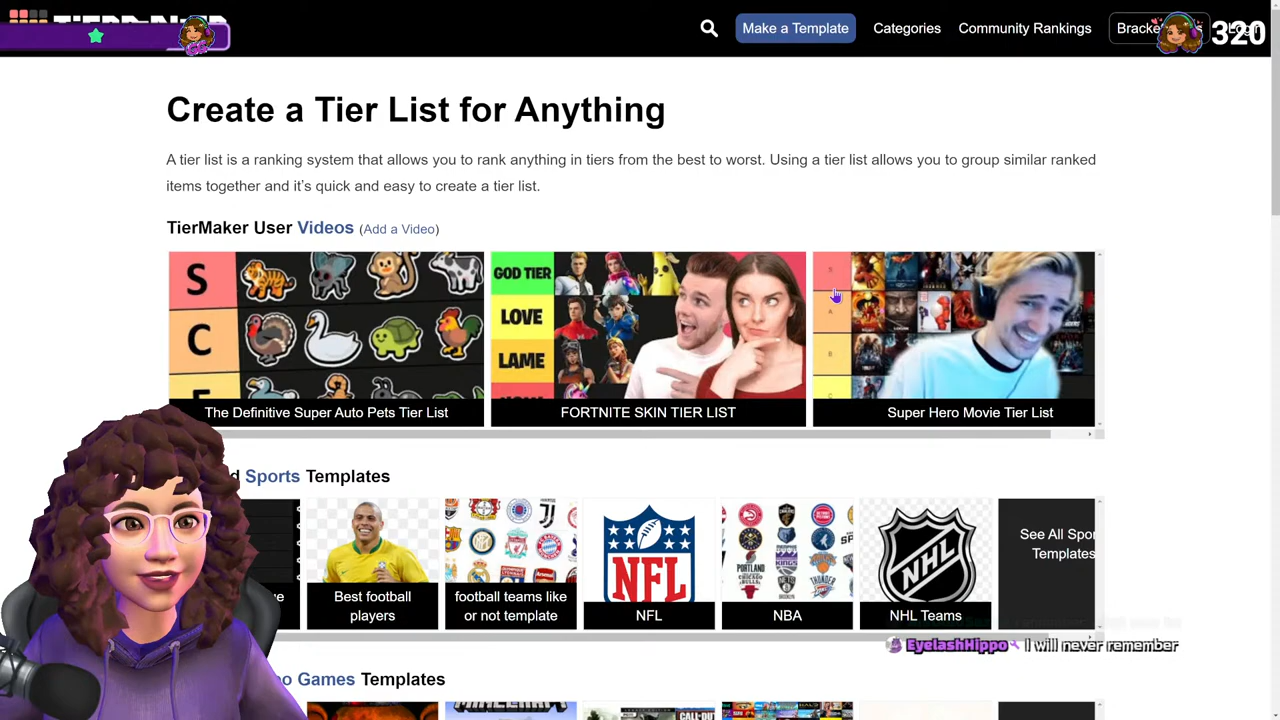 Make a Template
Categories
Community Rankings
320
GG
Create a Tier List for Anything
A tier list is a ranking system that allows you to rank anything in tiers from the best to worst. Using a tier list allows you to group similar ranked
items together and it's quick and easy to create a tier list.
TierMaker User Videos (Add a Video)
S
C
The Definitive Super Auto Pets Tier List
GOD TIER
LOVE
LAME
FORTNITE SKIN TIER LIST
S
A
B
C
Super Hero Movie Tier List
Sports Templates
Best football
players
football teams like
or not template
NFL
NFL
NBA
NHL
NHL Teams
See All Spor
Templates
EyelashHippo I will never remember
Games Templates
MINECRAFT